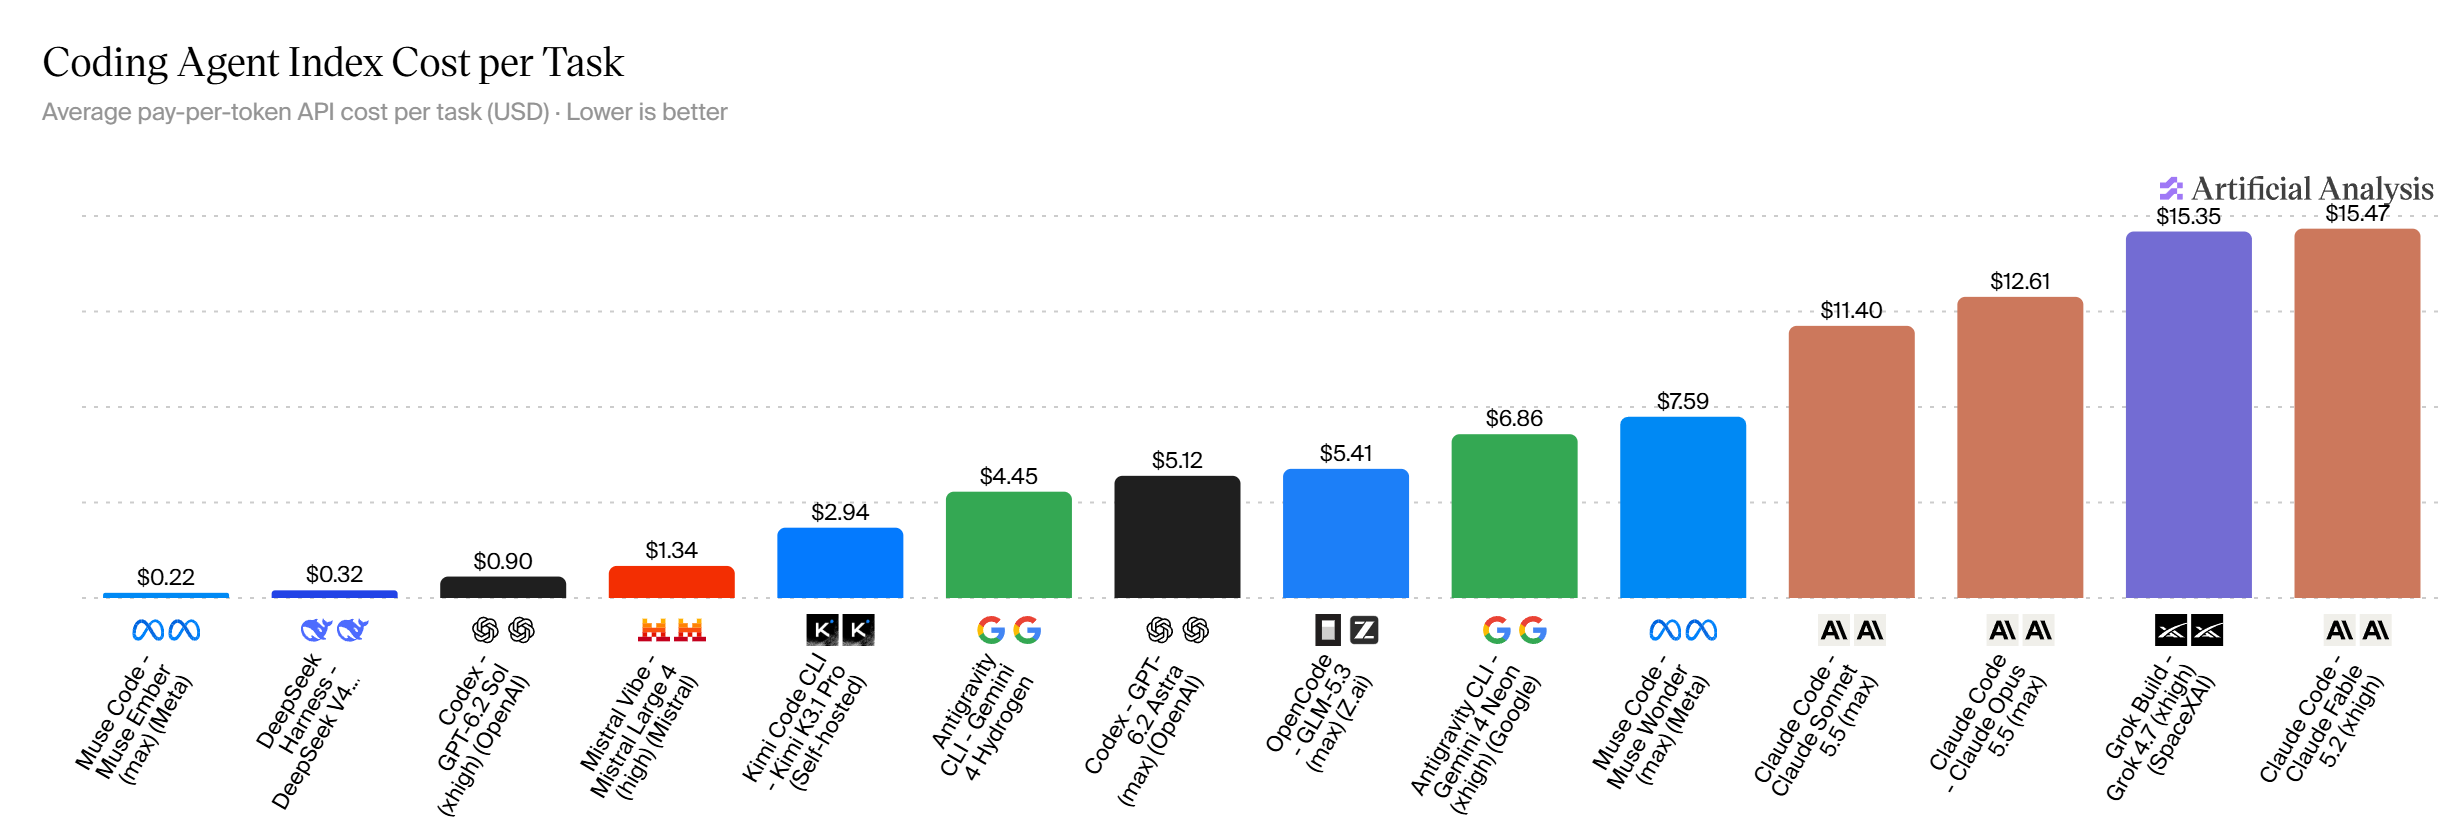 Coding Agent Index Cost per Task
Average pay-per-token API cost per task (USD) · Lower is better
Artificial Analysis
$0.22
$0.32
$0.90
$1.34
$2.94
$4.45
$5.12
$5.41
$6.86
$7.59
$11.40
$12.61
$15.35
$15.47
Muse Code -
Muse Ember
(max) (Meta)
DeepSeek
Harness -
DeepSeek V4...
Codex -
GPT-6.2 Sol
(xhigh) (OpenAI)
Mistral Vibe -
Mistral Large 4
(high) (Mistral)
Kimi Code CLI
- Kimi K3.1 Pro
(Self-hosted)
Antigravity
CLI - Gemini
4 Hydrogen
Codex - GPT-
6.2 Astra
(max) (OpenAI)
OpenCode
- GLM-5.3
(max) (Z.ai)
Antigravity CLI -
Gemini 4 Neon
(xhigh) (Google)
Muse Code -
Muse Wonder
(max) (Meta)
Claude Code -
Claude Sonnet
5.5 (max)
Claude Code
- Claude Opus
5.5 (max)
Grok Build -
Grok 4.7 (xhigh)
(SpaceXAI)
Claude Code -
Claude Fable
5.2 (xhigh)